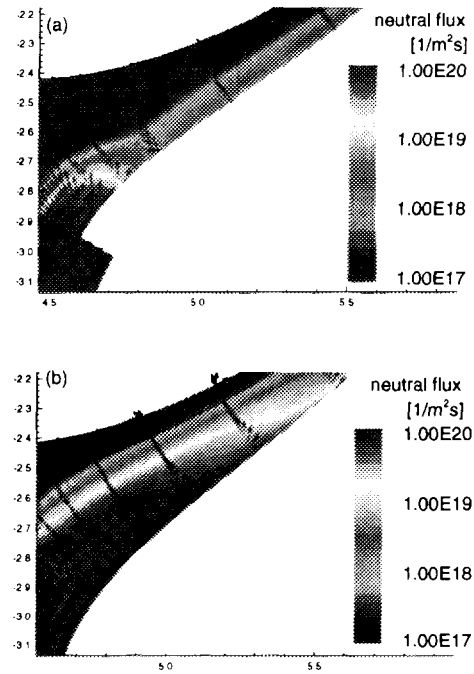 (a)
-2.2
-2.3
-2.4
-2.5
-2.6
-2.7
-2.8
-2.9
-3.0
-3.1
4.5 5.0 5.5
neutral flux
[1/m²s]
1.00E20
1.00E19
1.00E18
1.00E17
(b)
-2.2
-2.3
-2.4
-2.5
-2.6
-2.7
-2.8
-2.9
-3.0
-3.1
5.0 5.5
neutral flux
[1/m²s]
1.00E20
1.00E19
1.00E18
1.00E17